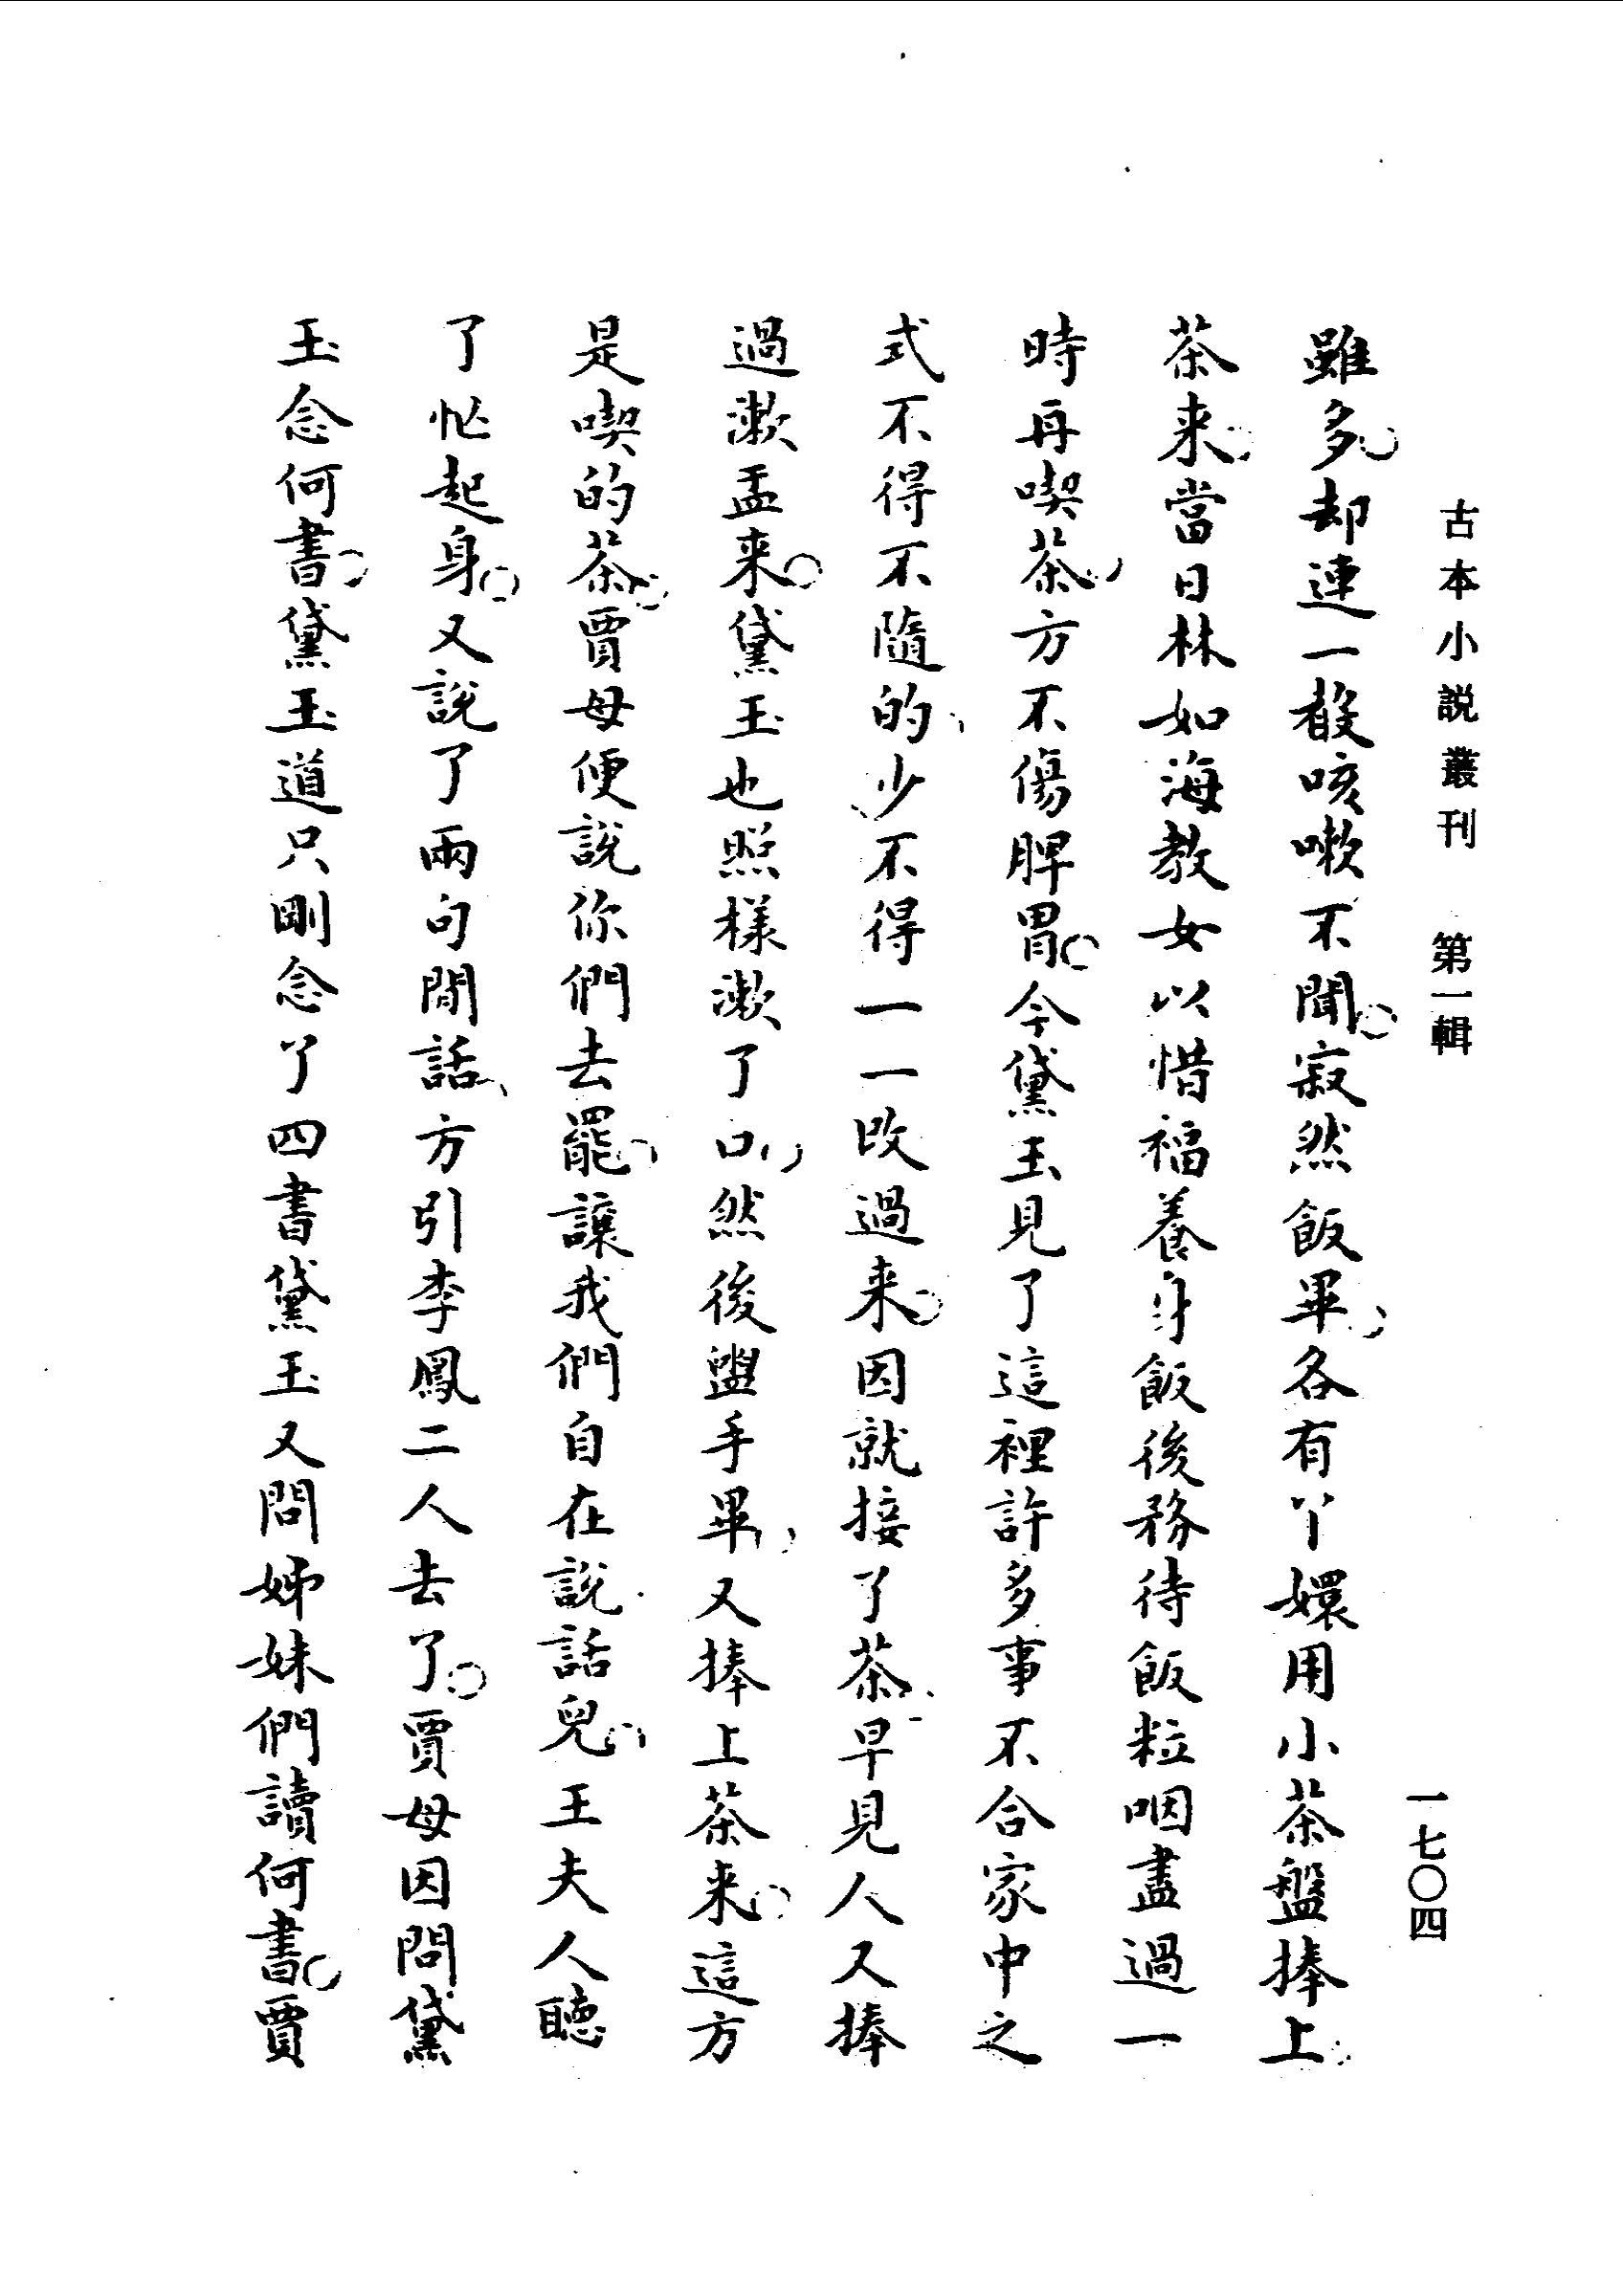 古本小説叢刊　第一輯
一七〇四
雖多却連一聲咳嗽不聞寂然飯畢各有丫嬛用小茶盤捧上
茶来當日林如海教女以惜福養身飯後務待飯粒咽盡過一
時再喫茶方不傷脾胃今黛玉見了這裡許多事不合家中之
式不得不隨的少不得一一改過来因就接了茶早見人又捧
過漱盂来黛玉也照樣漱了口然後盥手畢又捧上茶来這方
是喫的茶賈母便說你們去罷讓我們自在說話兒王夫人聽
了忙起身又說了兩句閒話方引李鳳二人去了賈母因問黛
玉念何書黛玉道只剛念了四書黛玉又問姊妹們讀何書賈